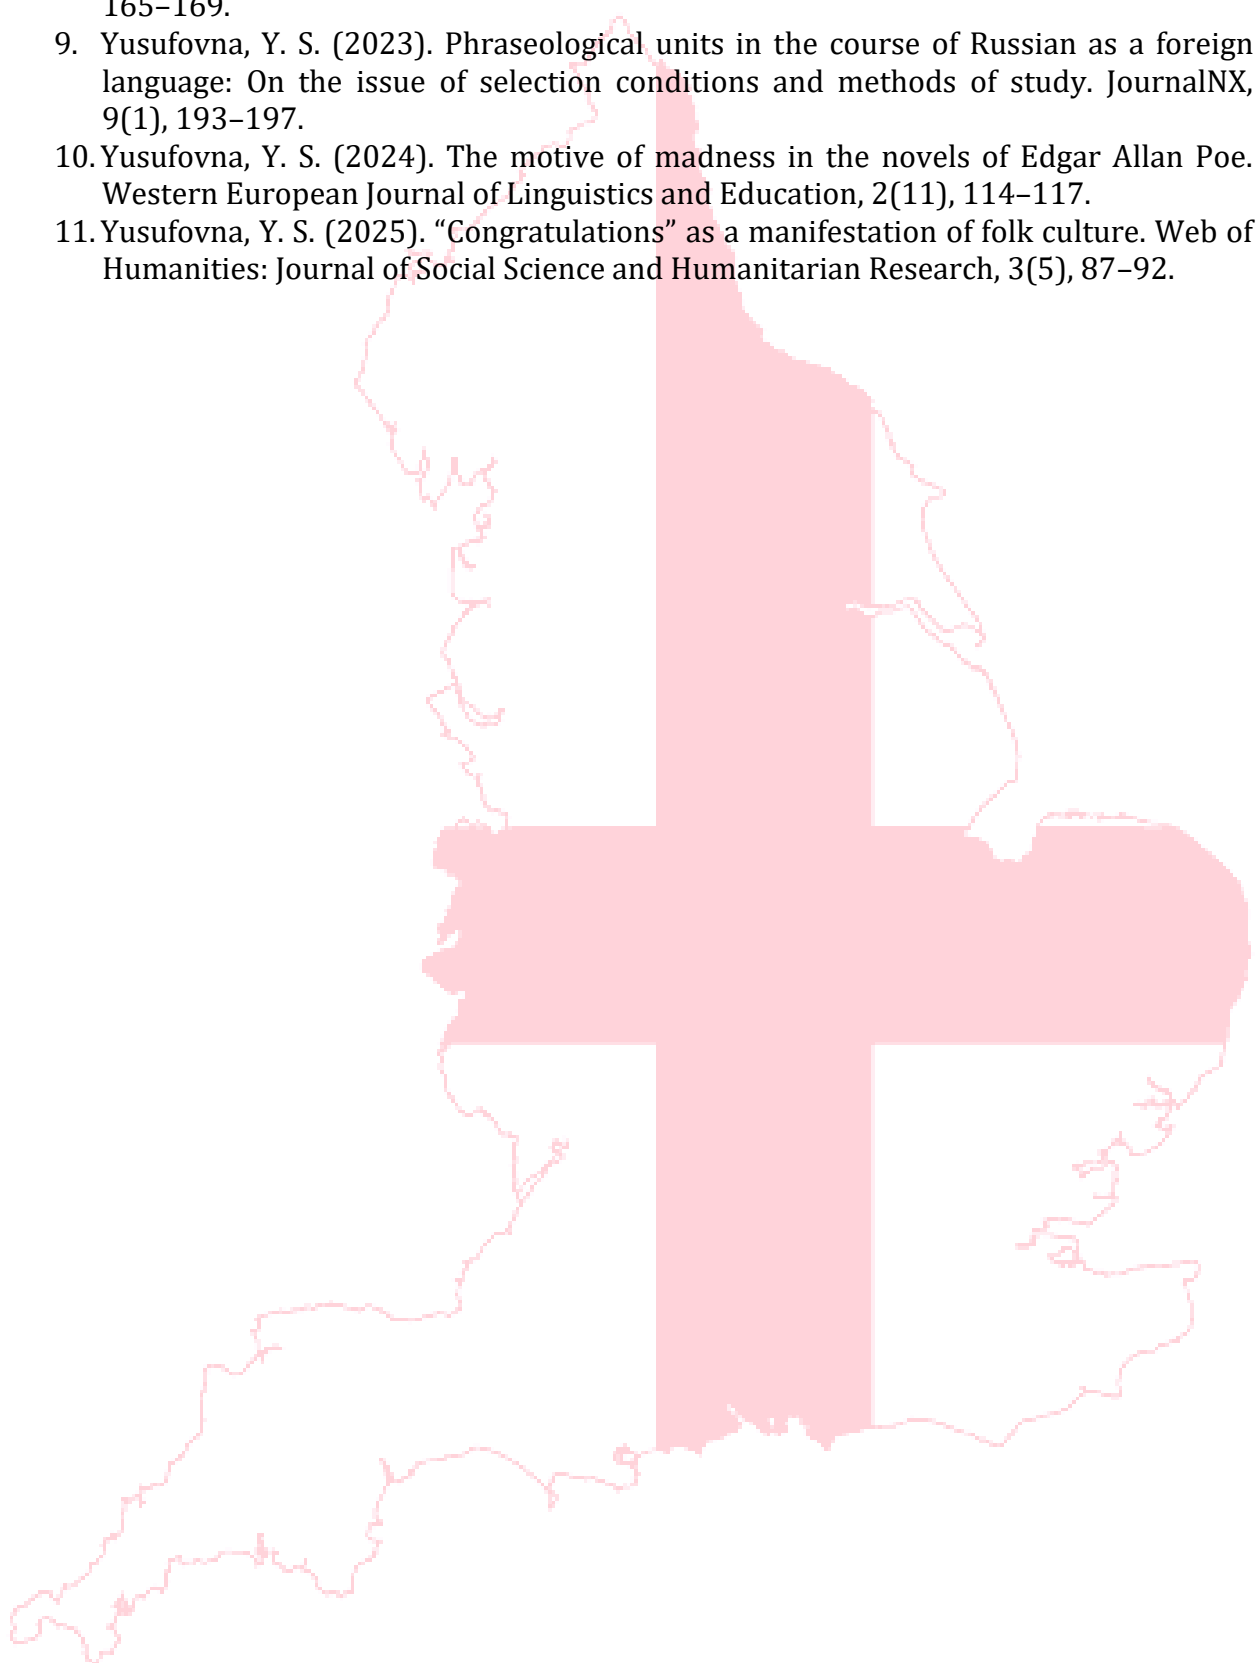 165–169.
9. Yusufovna, Y. S. (2023). Phraseological units in the course of Russian as a foreign
language: On the issue of selection conditions and methods of study. JournalNX,
9(1), 193–197.
10. Yusufovna, Y. S. (2024). The motive of madness in the novels of Edgar Allan Poe.
Western European Journal of Linguistics and Education, 2(11), 114–117.
11. Yusufovna, Y. S. (2025). “Congratulations” as a manifestation of folk culture. Web of
Humanities: Journal of Social Science and Humanitarian Research, 3(5), 87–92.